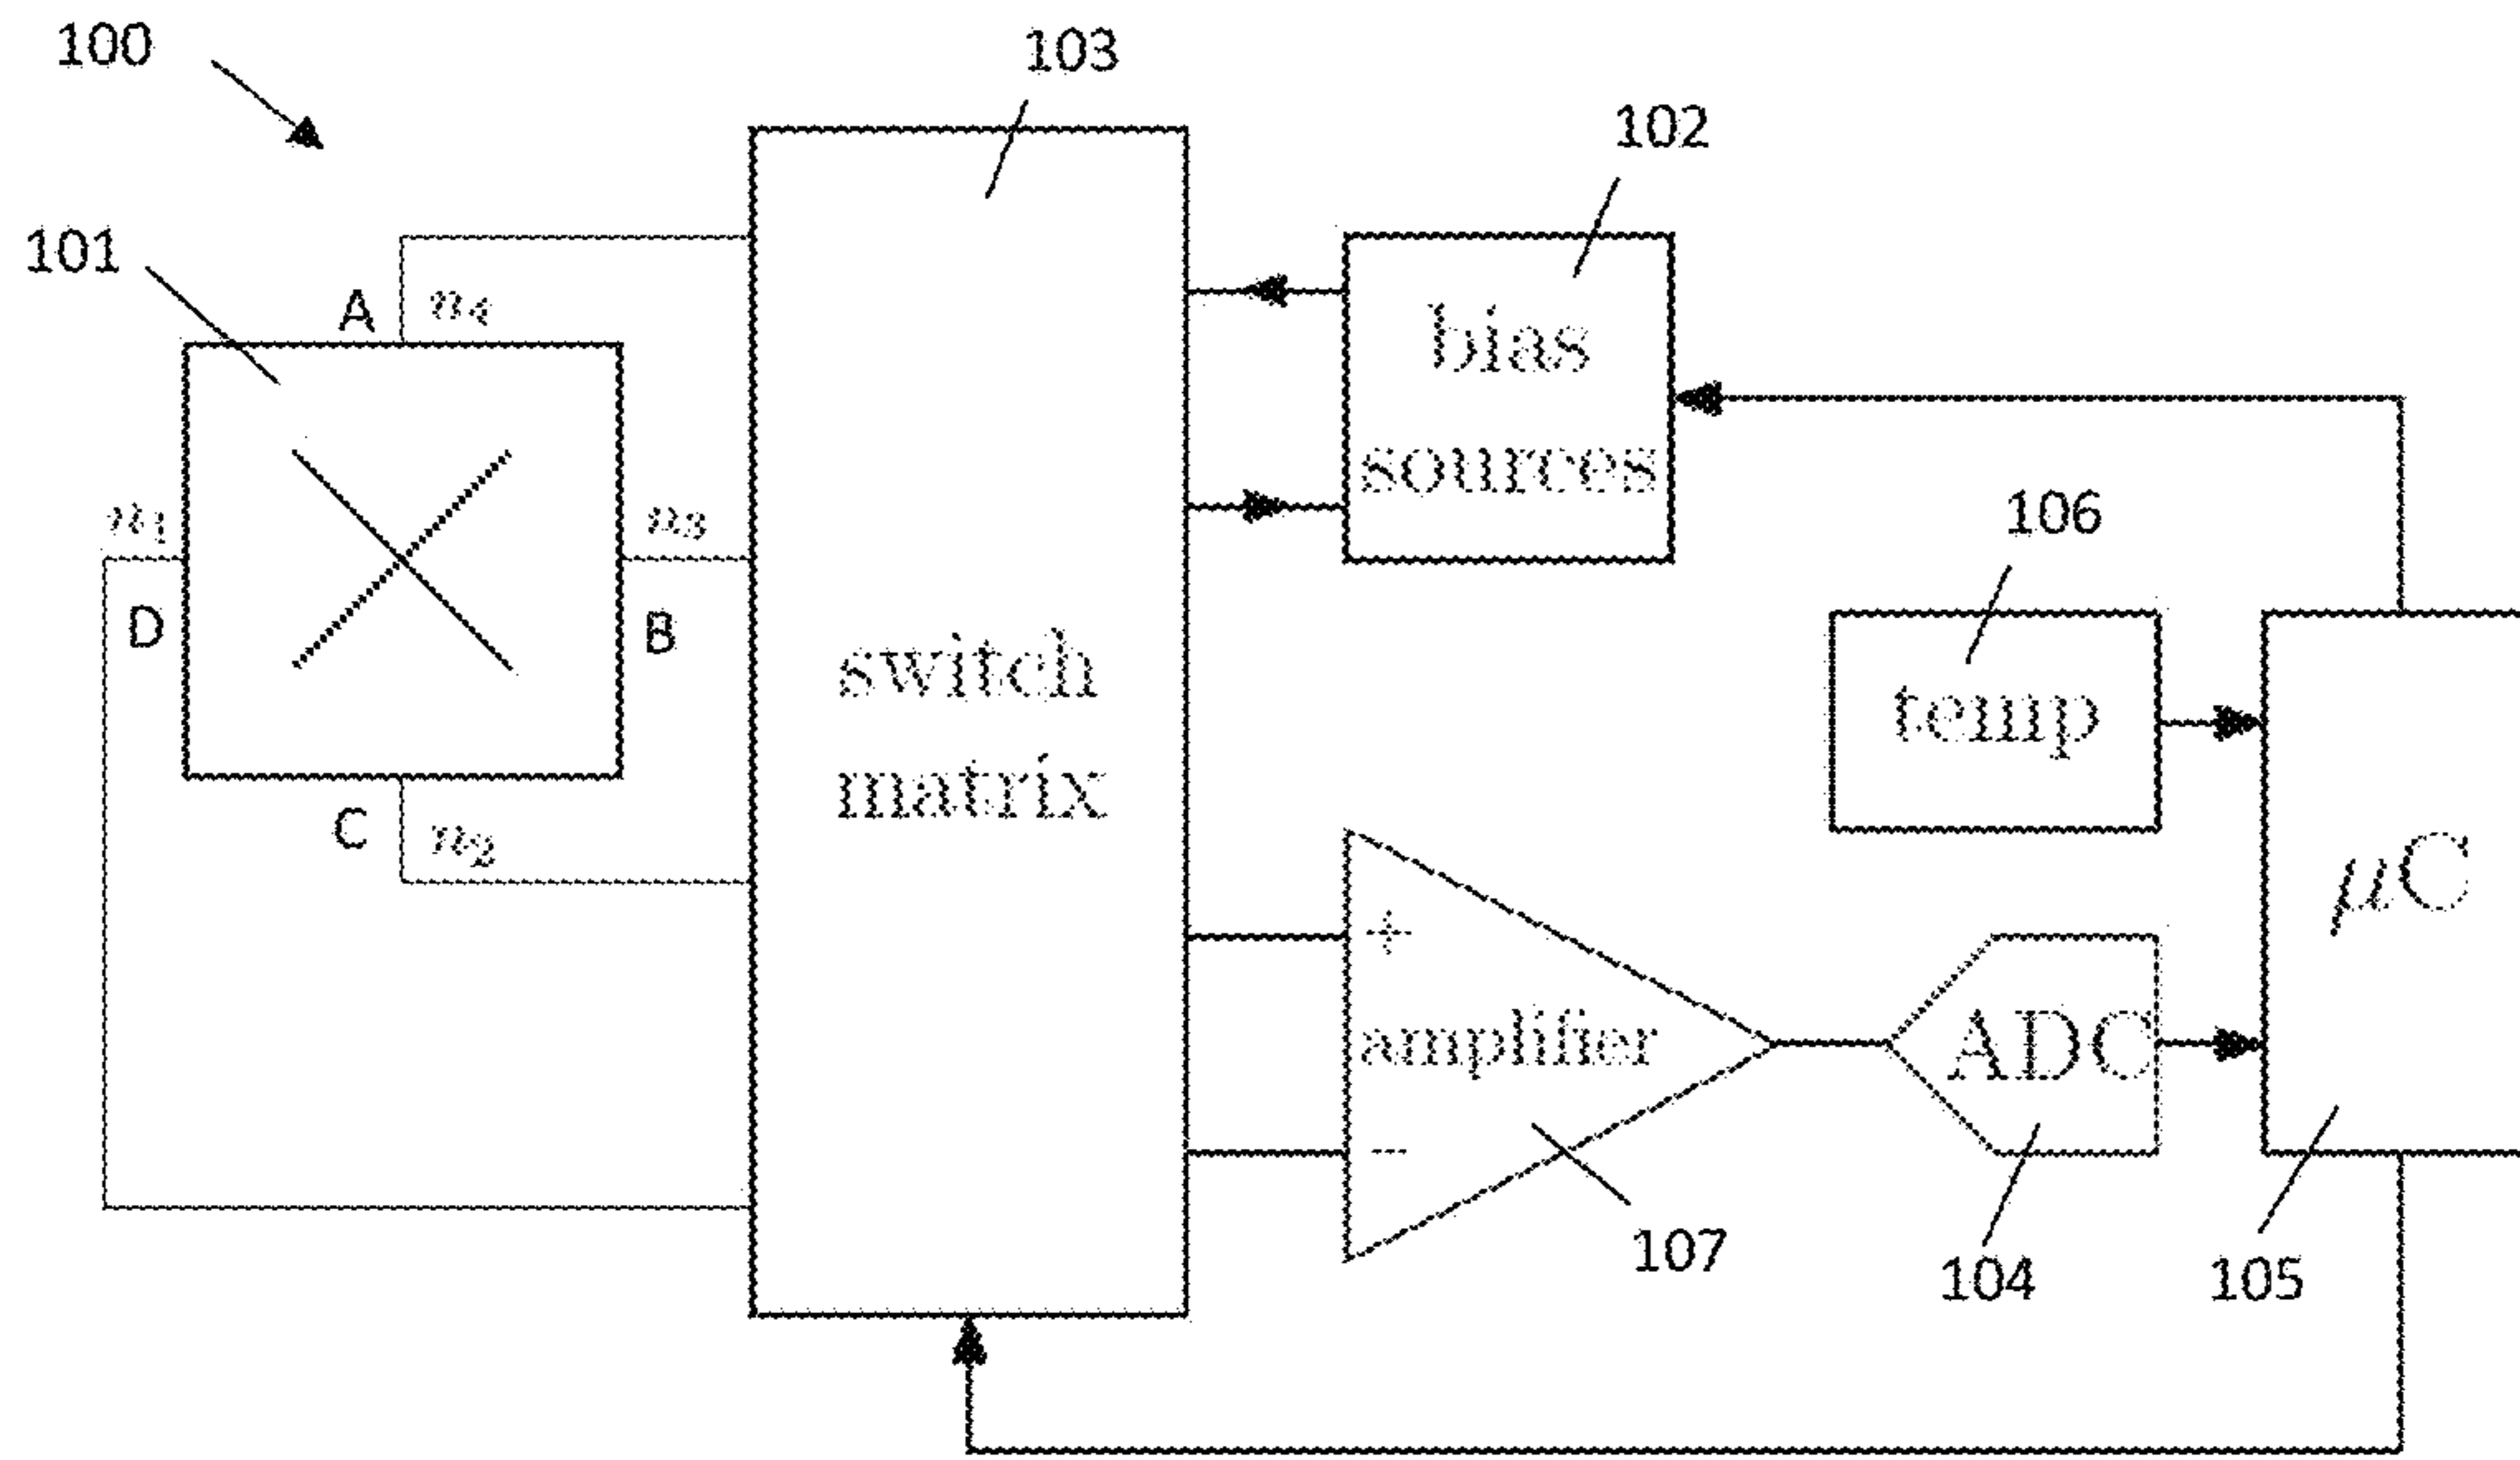 100
103
102
101
A
n4
bias
sources
n1
n3
106
D
B
switch
matrix
temp
C
n2
μC
+
amplifier
ADC
-
107
104
105